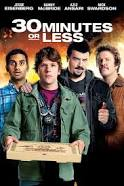 JESSE EISENBERG DANNY McBRIDE AZIZ ANSARI NICK SWARDSON
30 MINUTES
OR LESS